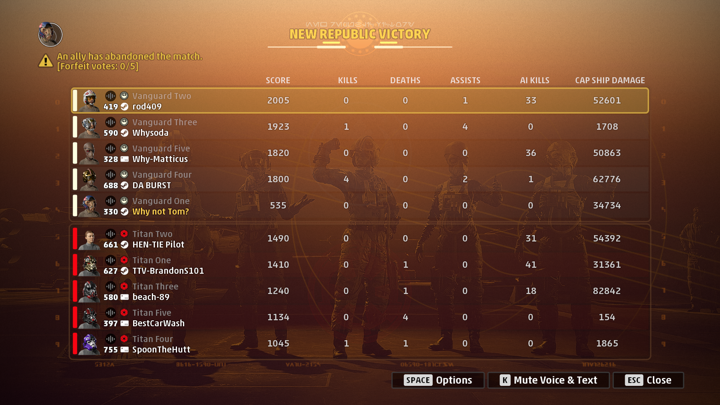 NEW REPUBLIC VICTORY
An ally has abandoned the match.
[Forfeit votes: 0/5]
SCORE KILLS DEATHS ASSISTS AI KILLS CAP SHIP DAMAGE
Vanguard Two
419 rod409 2005 0 0 1 33 52601
Vanguard Three
590 Whysoda 1923 1 0 4 0 1708
Vanguard Five
328 Why-Matticus 1820 0 0 0 36 50863
Vanguard Four
688 DA BURST 1800 4 0 2 1 62776
Vanguard One
330 Why not Tom? 535 0 0 0 0 34734
Titan Two
661 HEN-TIE Pilot 1490 0 0 0 31 54392
Titan One
627 TTV-BrandonS101 1410 0 1 0 41 31361
Titan Three
580 beach-89 1240 0 1 0 18 82842
Titan Five
397 BestCarWash 1134 0 4 0 0 154
Titan Four
755 SpoonTheHutt 1045 1 1 0 0 1865
SPACE Options K Mute Voice & Text ESC Close